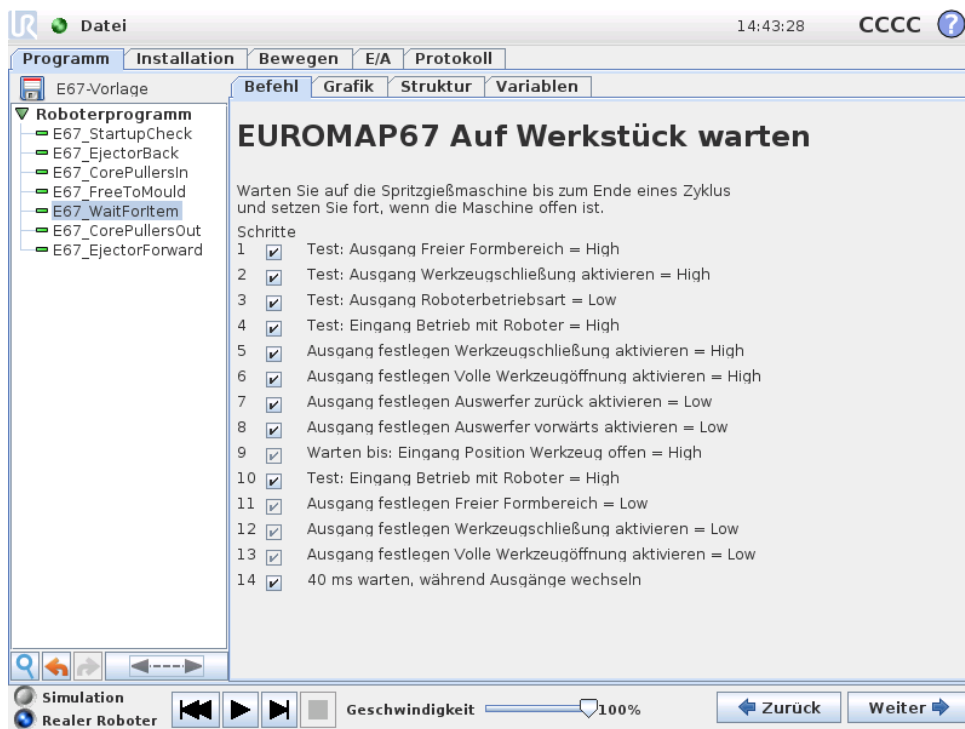 UR
Datei
14:43:28
CCCC
?
Programm
Installation
Bewegen
E/A
Protokoll
E67-Vorlage
Befehl
Grafik
Struktur
Variablen
Roboterprogramm
E67_StartupCheck
E67_EjectorBack
E67_CorePullersIn
E67_FreeToMould
E67_WaitForItem
E67_CorePullersOut
E67_EjectorForward
EUROMAP67 Auf Werkstück warten
Warten Sie auf die Spritzgießmaschine bis zum Ende eines Zyklus
und setzen Sie fort, wenn die Maschine offen ist.
Schritte
1 Test: Ausgang Freier Formbereich = High
2 Test: Ausgang Werkzeugschließung aktivieren = High
3 Test: Ausgang Roboterbetriebsart = Low
4 Test: Eingang Betrieb mit Roboter = High
5 Ausgang festlegen Werkzeugschließung aktivieren = High
6 Ausgang festlegen Volle Werkzeugöffnung aktivieren = High
7 Ausgang festlegen Auswerfer zurück aktivieren = Low
8 Ausgang festlegen Auswerfer vorwärts aktivieren = Low
9 Warten bis: Eingang Position Werkzeug offen = High
10 Test: Eingang Betrieb mit Roboter = High
11 Ausgang festlegen Freier Formbereich = Low
12 Ausgang festlegen Werkzeugschließung aktivieren = Low
13 Ausgang festlegen Volle Werkzeugöffnung aktivieren = Low
14 40 ms warten, während Ausgänge wechseln
Simulation
Realer Roboter
Geschwindigkeit
100%
Zurück
Weiter